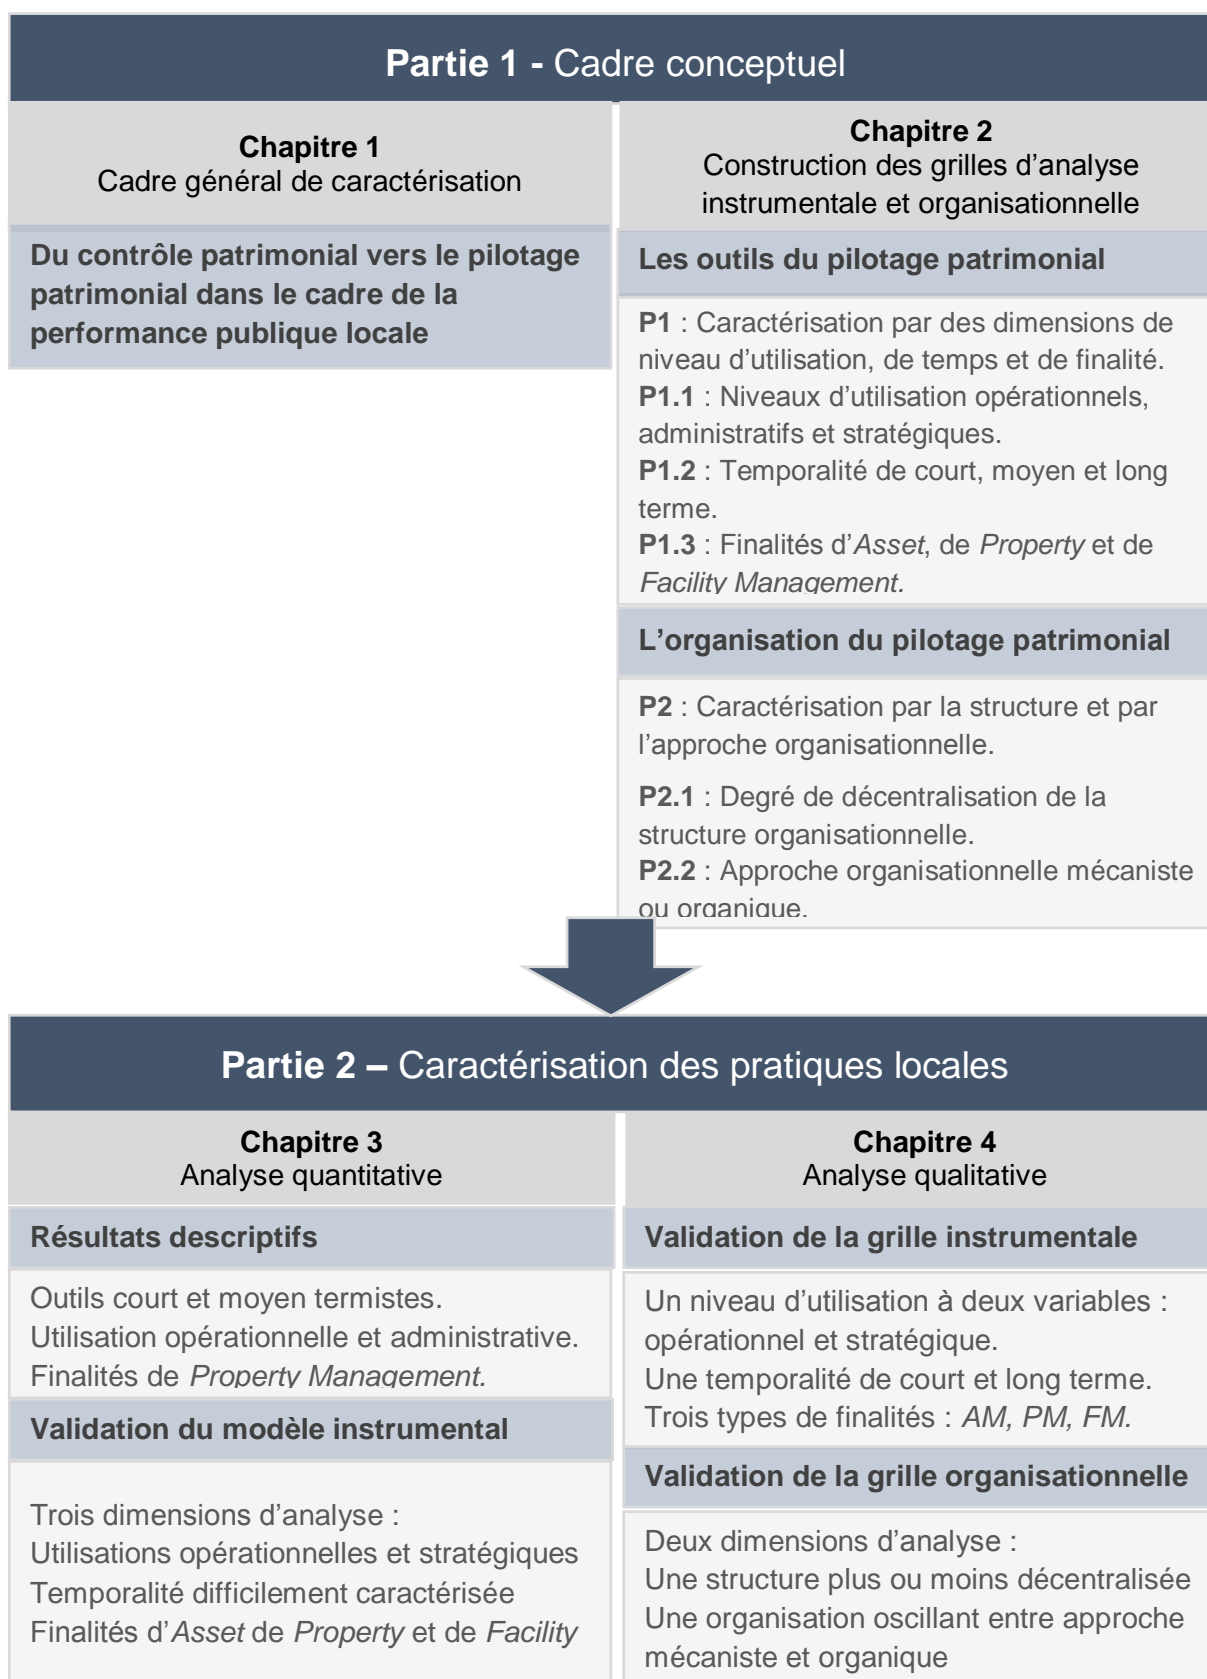 Partie 1 - Cadre conceptuel
Chapitre 1
Cadre général de caractérisation
Du contrôle patrimonial vers le pilotage
patrimonial dans le cadre de la
performance publique locale
Chapitre 2
Construction des grilles d’analyse
instrumentale et organisationnelle
Les outils du pilotage patrimonial
P1 : Caractérisation par des dimensions de
niveau d’utilisation, de temps et de finalité.
P1.1 : Niveaux d’utilisation opérationnels,
administratifs et stratégiques.
P1.2 : Temporalité de court, moyen et long
terme.
P1.3 : Finalités d’Asset, de Property et de
Facility Management.
L’organisation du pilotage patrimonial
P2 : Caractérisation par la structure et par
l’approche organisationnelle.
P2.1 : Degré de décentralisation de la
structure organisationnelle.
P2.2 : Approche organisationnelle mécaniste
ou organique.
Partie 2 – Caractérisation des pratiques locales
Chapitre 3
Analyse quantitative
Résultats descriptifs
Outils court et moyen termistes.
Utilisation opérationnelle et administrative.
Finalités de Property Management.
Validation du modèle instrumental
Trois dimensions d’analyse :
Utilisations opérationnelles et stratégiques
Temporalité difficilement caractérisée
Finalités d’Asset de Property et de Facility
Chapitre 4
Analyse qualitative
Validation de la grille instrumentale
Un niveau d’utilisation à deux variables :
opérationnel et stratégique.
Une temporalité de court et long terme.
Trois types de finalités : AM, PM, FM.
Validation de la grille organisationnelle
Deux dimensions d’analyse :
Une structure plus ou moins décentralisée
Une organisation oscillant entre approche
mécaniste et organique